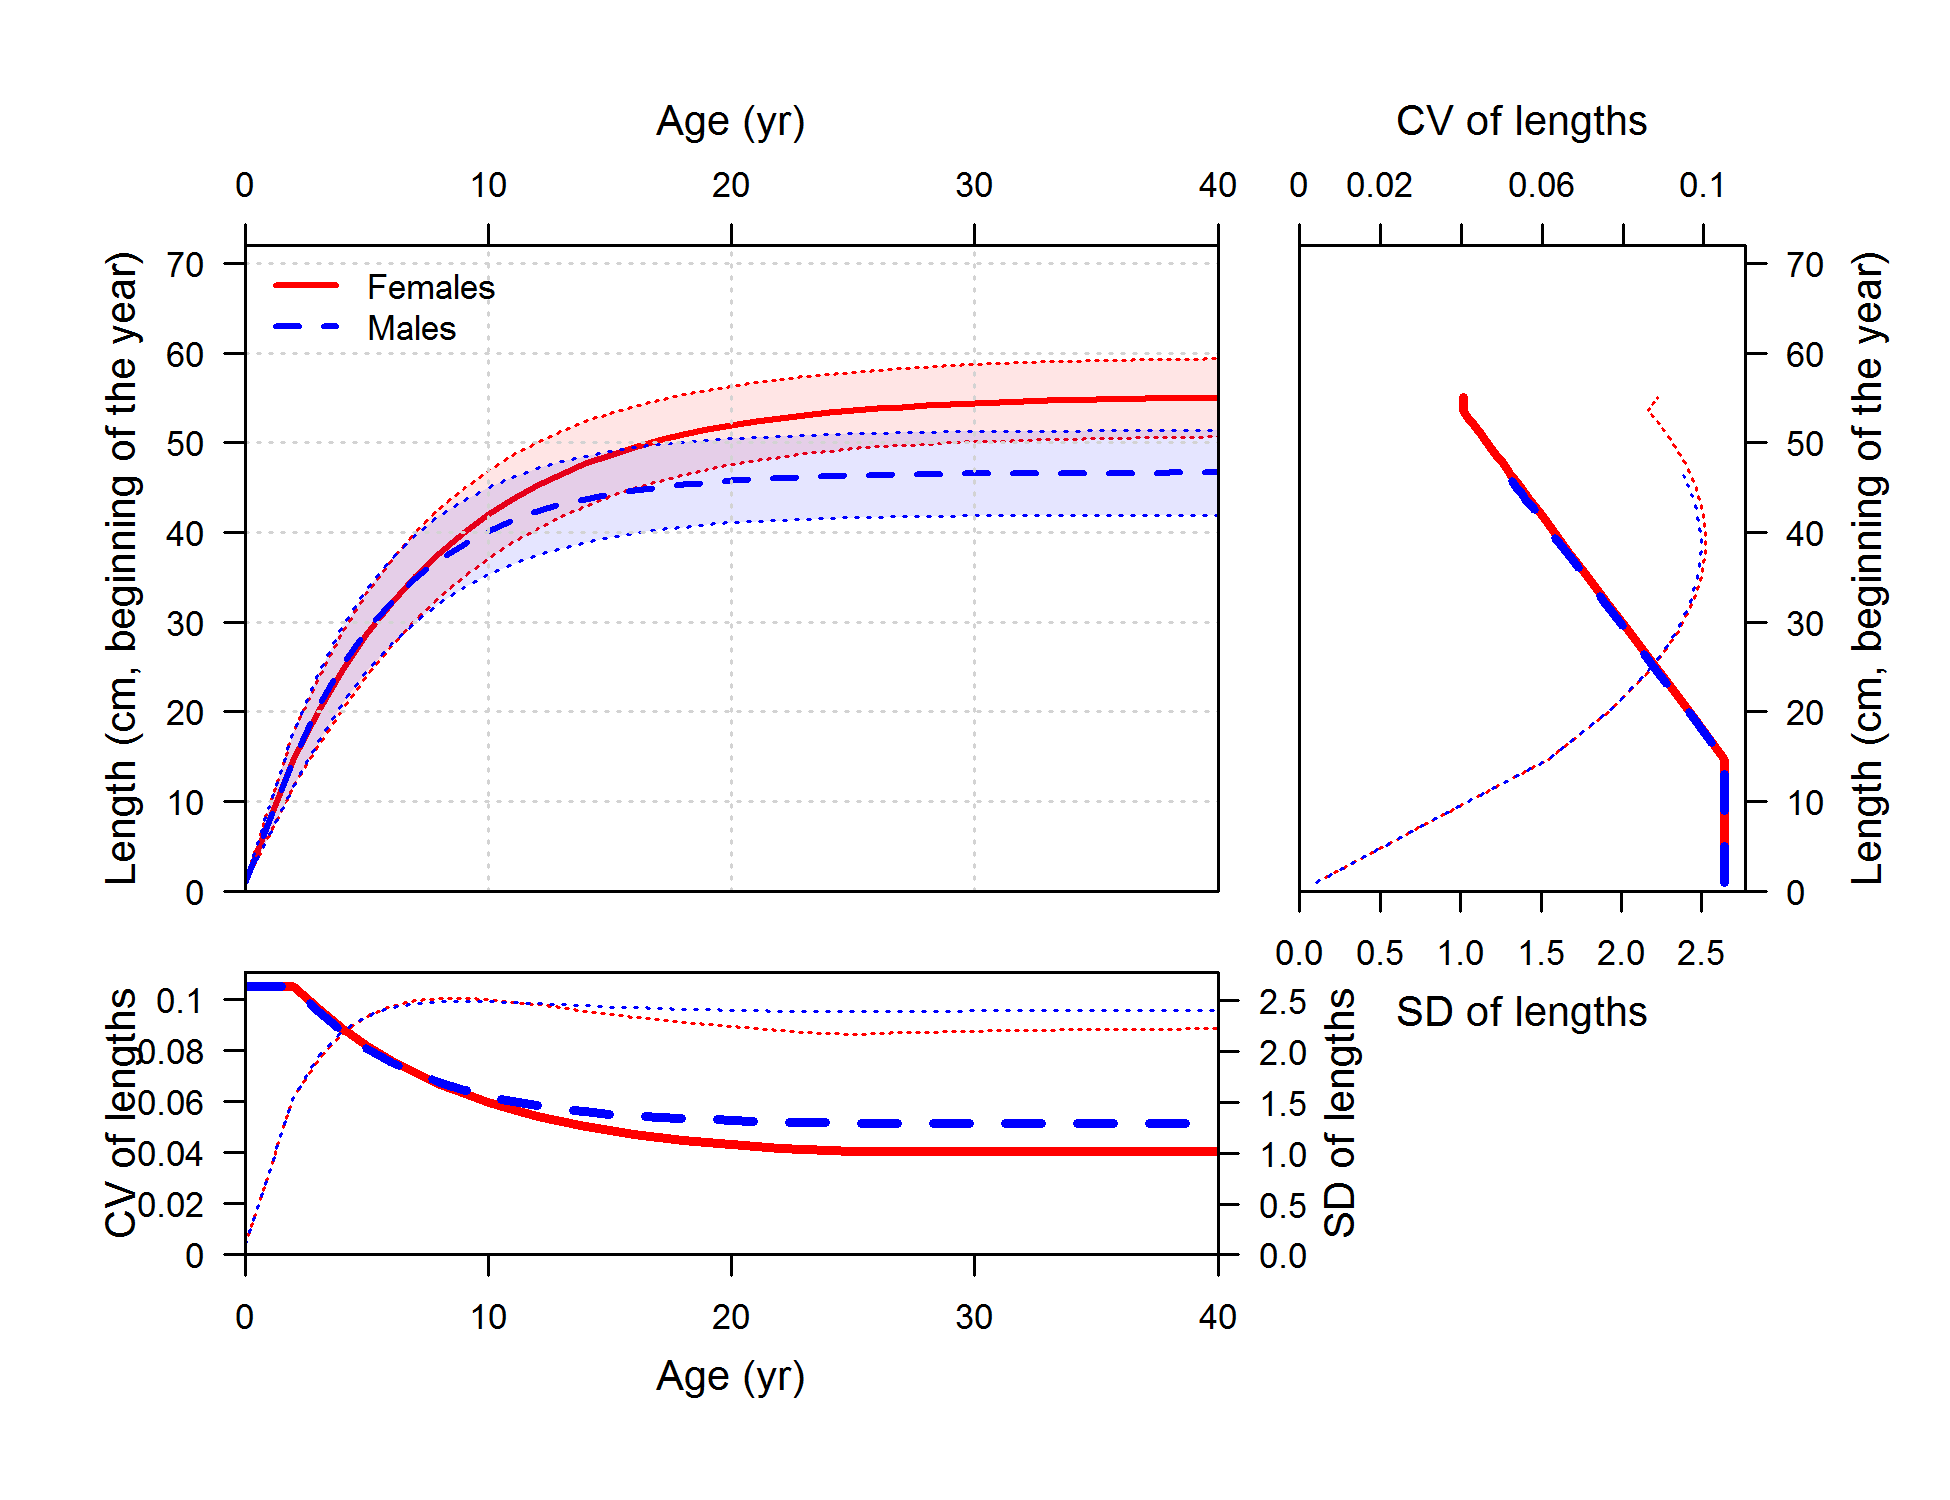 Age (yr)
CV of lengths
0 10 20 30 40
0 0.02 0.06 0.1
Length (cm, beginning of the year)
70
60
50
40
30
20
10
0
Females
Males
70
60
50
40
30
20
10
0
Length (cm, beginning of the year)
0.0 0.5 1.0 1.5 2.0 2.5
SD of lengths
CV of lengths
0.1
0.08
0.06
0.04
0.02
0
2.5
2.0
1.5
1.0
0.5
0.0
SD of lengths
0 10 20 30 40
Age (yr)